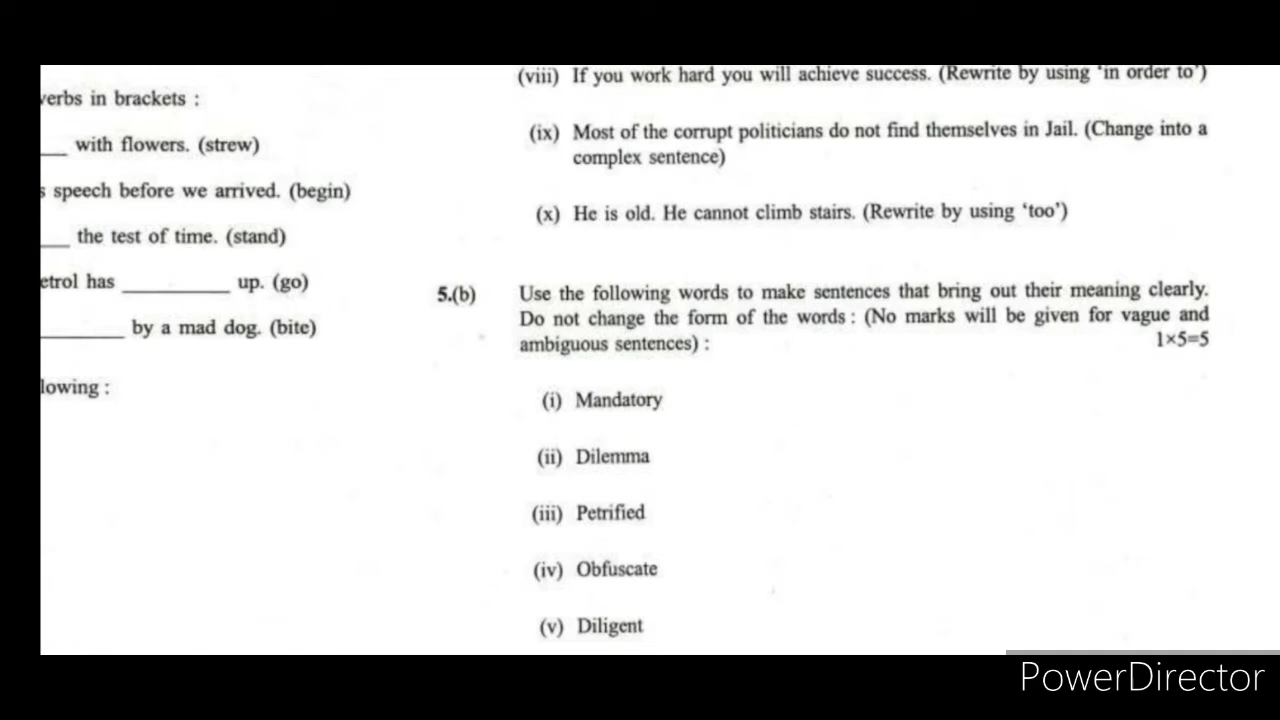 verbs in brackets :
____ with flowers. (strew)
s speech before we arrived. (begin)
____ the test of time. (stand)
etrol has __________ up. (go)
________ by a mad dog. (bite)
lowing :
(viii) If you work hard you will achieve success. (Rewrite by using 'in order to')
(ix) Most of the corrupt politicians do not find themselves in Jail. (Change into a
complex sentence)
(x) He is old. He cannot climb stairs. (Rewrite by using 'too')
5.(b) Use the following words to make sentences that bring out their meaning clearly.
Do not change the form of the words : (No marks will be given for vague and
ambiguous sentences) : 1×5=5
(i) Mandatory
(ii) Dilemma
(iii) Petrified
(iv) Obfuscate
(v) Diligent
PowerDirector